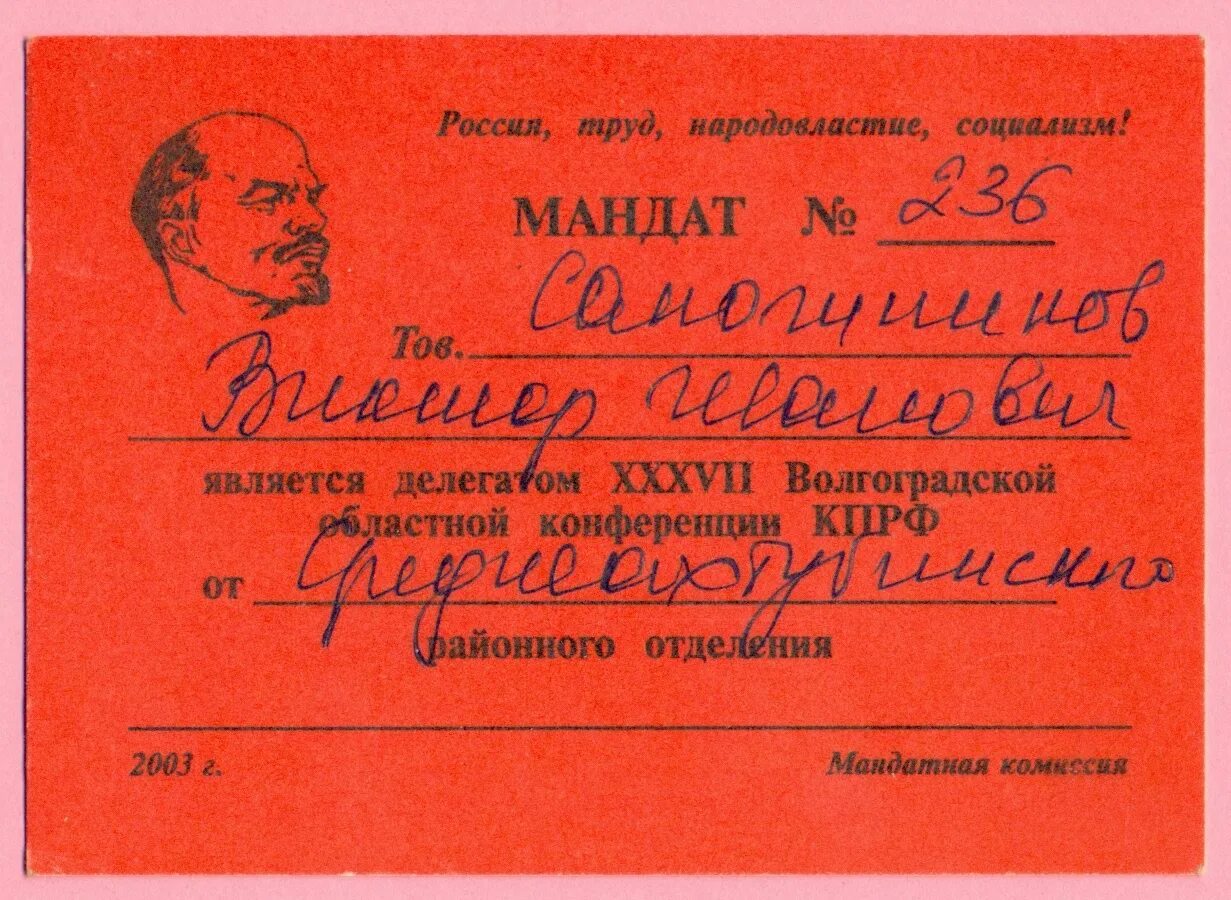 Россия, труд, народовластие, социализм!
МАНДАТ № 236
Тов.
Виктор Иванович
является делегатом XXXVII Волгоградской
областной конференции КПРФ
от Среднеахтубинского
районного отделения
2003 г. Мандатная комиссия